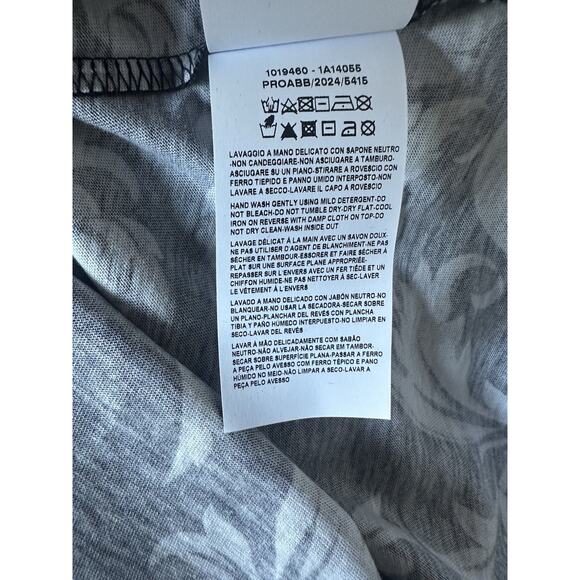 1019460 - 1A14055
PROABB/2024/5415
LAVAGGIO A MANO DELICATO CON SAPONE NEUTRO
-NON CANDEGGIARE-NON ASCIUGARE A TAMBURO-
ASCIUGARE SU UN PIANO-STIRARE A ROVESCIO CON
FERRO TIEPIDO E PANNO UMIDO INTERPOSTO-NON
LAVARE A SECCO-LAVARE IL CAPO A ROVESCIO
HAND WASH GENTLY USING MILD DETERGENT-DO
NOT BLEACH-DO NOT TUMBLE DRY-DRY FLAT-COOL
IRON ON REVERSE WITH DAMP CLOTH ON TOP-DO
NOT DRY CLEAN-WASH INSIDE OUT
LAVAGE DÉLICAT À LA MAIN AVEC UN SAVON DOUX-
NE PAS UTILISER D'AGENT DE BLANCHIMENT-NE PAS
SÉCHER EN TAMBOUR-ESSORER ET FAIRE SÉCHER À
PLAT SUR UNE SURFACE PLANE APPROPRIÉE-
REPASSER SUR L'ENVERS AVEC UN FER TIÈDE ET UN
CHIFFON HUMIDE-NE PAS NETTOYER À SEC-LAVER
LE VÊTEMENT À L'ENVERS
LAVADO A MANO DELICADO CON JABÓN NEUTRO-NO
BLANQUEAR-NO USAR LA SECADORA-SECAR SOBRE
UN PLANO-PLANCHAR DEL REVÉS CON PLANCHA
TIBIA Y PAÑO HÚMEDO INTERPUESTO-NO LIMPIAR EN
SECO-LAVAR LA PIEZA DEL REVÉS
LAVAR À MÃO DELICADAMENTE COM SABÃO
NEUTRO-NÃO ALVEJAR-NÃO SECAR EM TAMBOR-
SECAR SOBRE SUPERFÍCIE PLANA-PASSAR A FERRO
A PEÇA PELO AVESSO COM FERRO TÉPICO E PANO
HÚMIDO NO MEIO-NÃO LIMPAR A SECO-LAVAR A
PEÇA PELO AVESSO